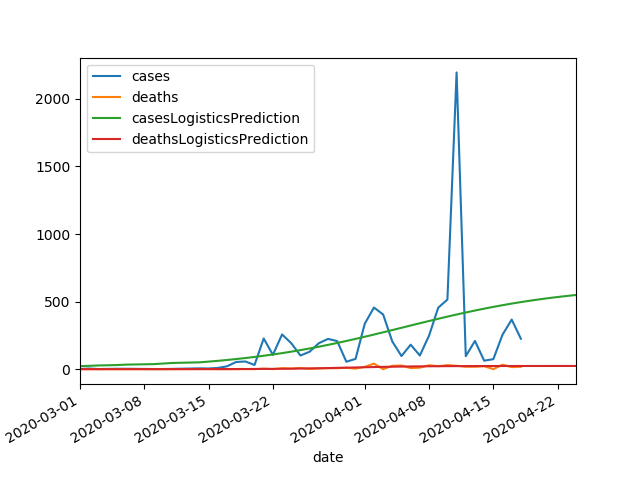 cases
deaths
casesLogisticsPrediction
deathsLogisticsPrediction
2000
1500
1000
500
0
2020-03-01
2020-03-08
2020-03-15
2020-03-22
2020-04-01
2020-04-08
2020-04-15
2020-04-22
date